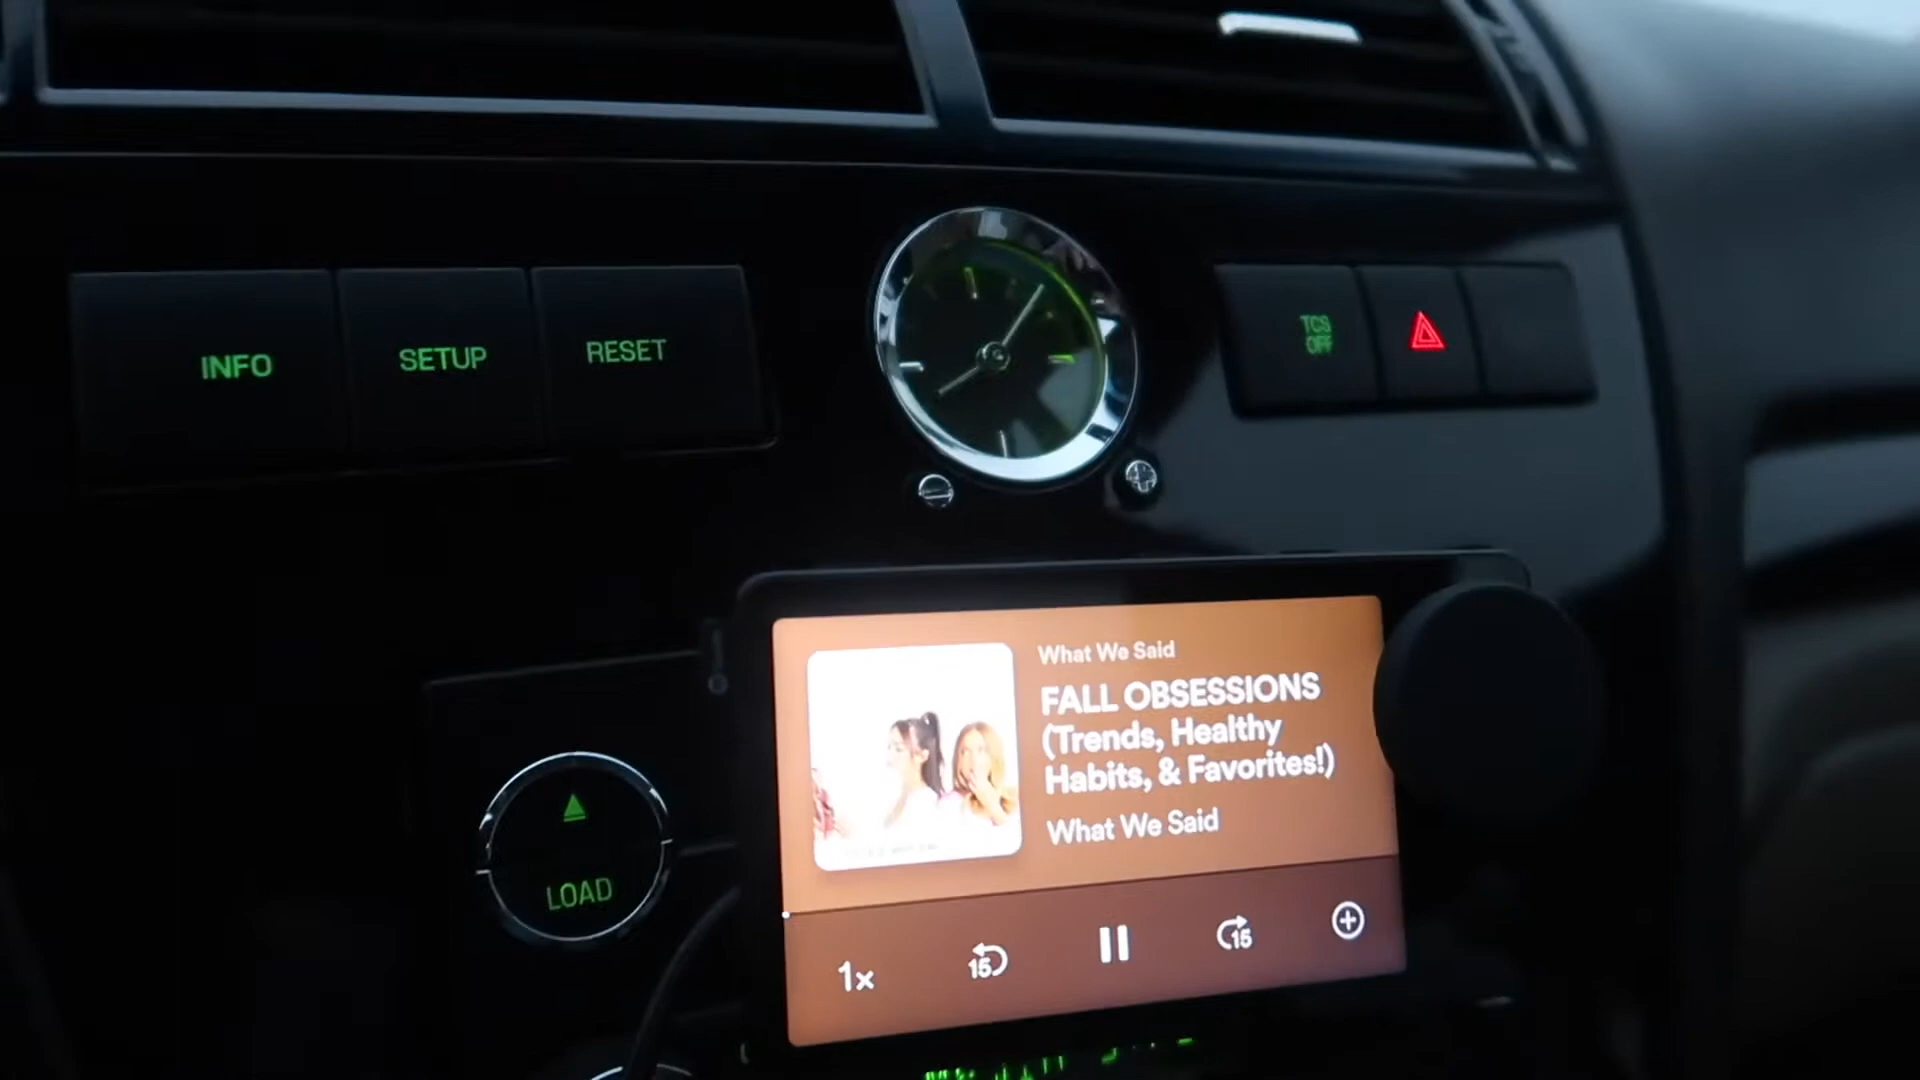 INFO
SETUP
RESET
TCS
OFF
What We Said
FALL OBSESSIONS
(Trends, Healthy
Habits, & Favorites!)
What We Said
LOAD
1x
15
15